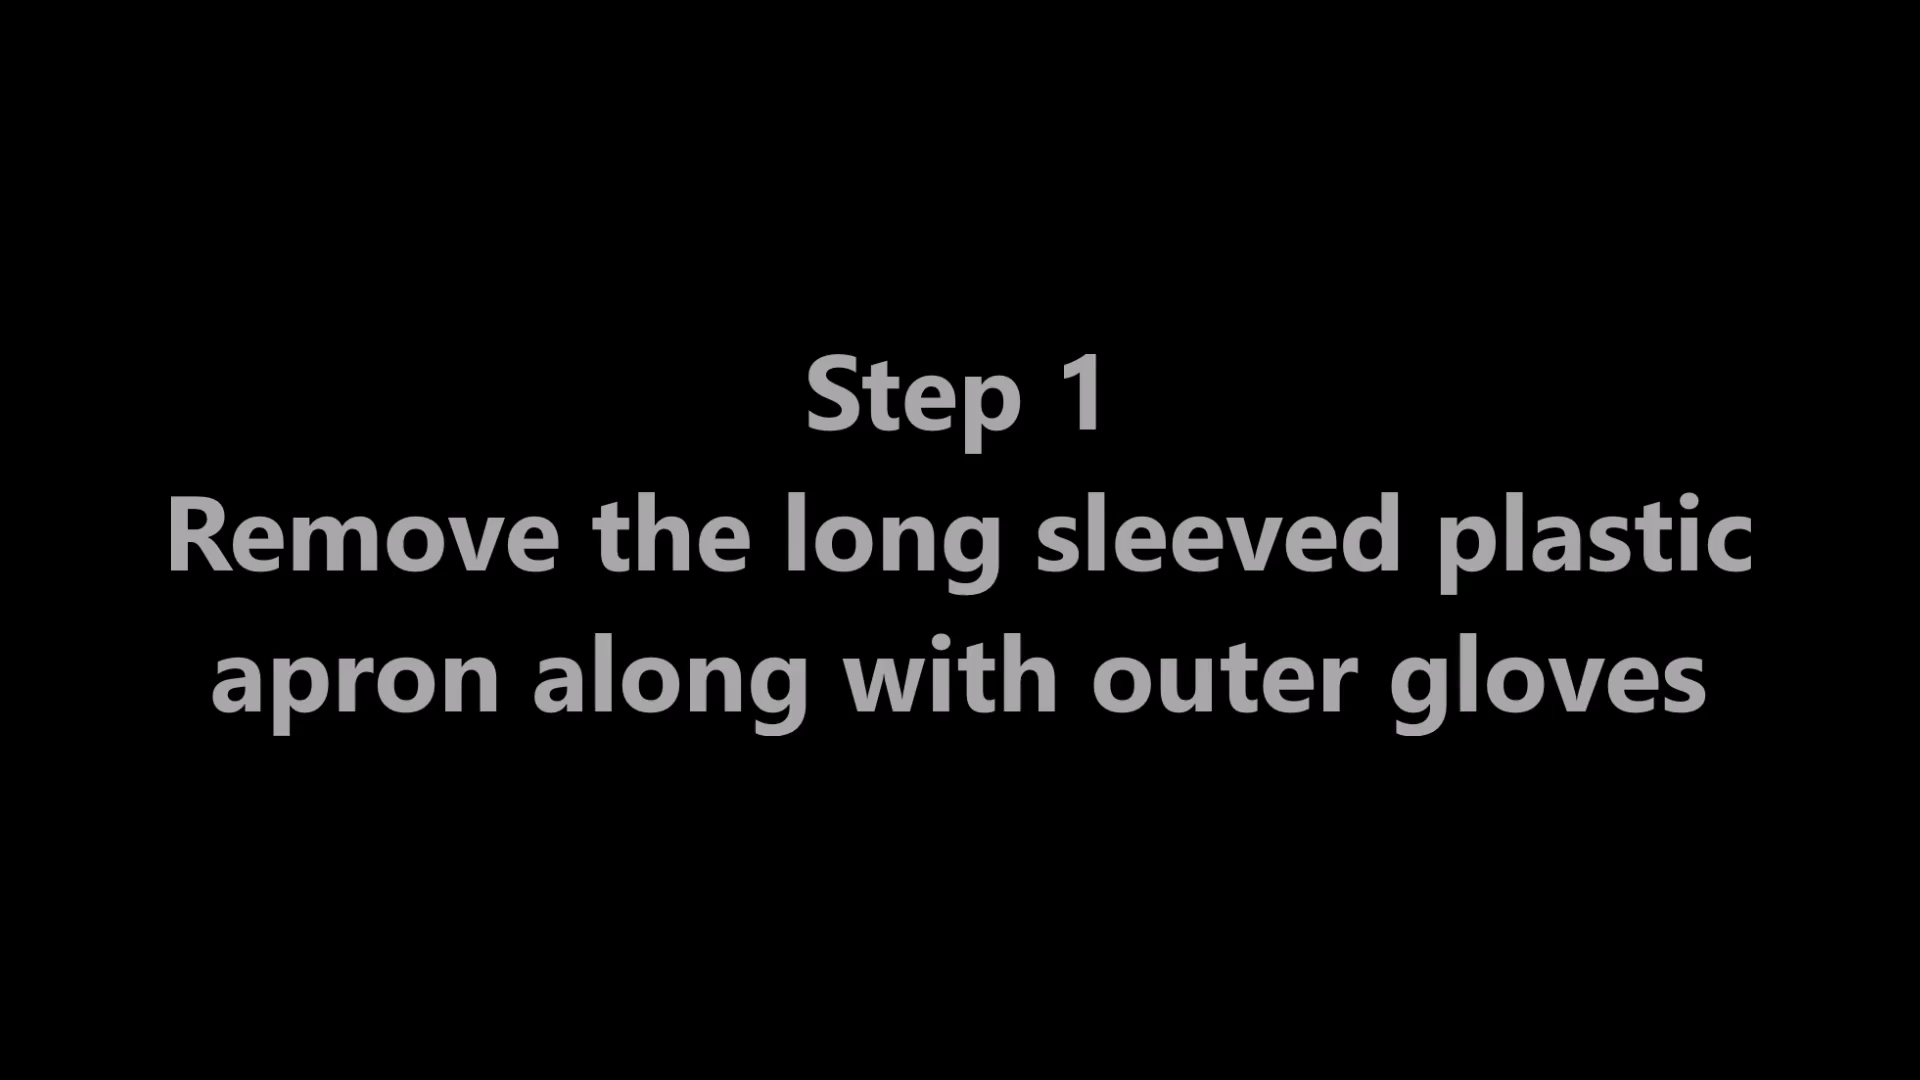 Step 1
Remove the long sleeved plastic
apron along with outer gloves